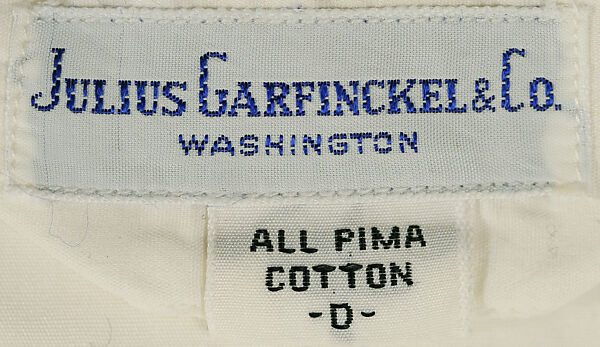 JULIUS GARFINCKEL & CO.
WASHINGTON
ALL PIMA
COTTON
-D-